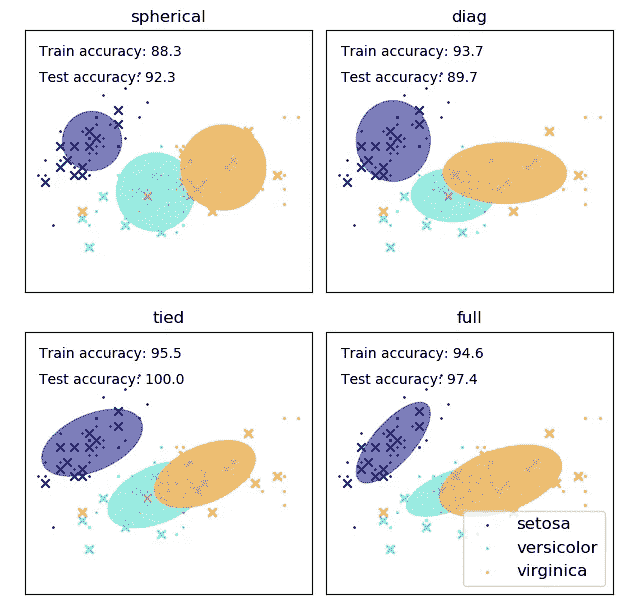 spherical
Train accuracy: 88.3
Test accuracy: 92.3
diag
Train accuracy: 93.7
Test accuracy: 89.7
tied
Train accuracy: 95.5
Test accuracy: 100.0
full
Train accuracy: 94.6
Test accuracy: 97.4
setosa
versicolor
virginica